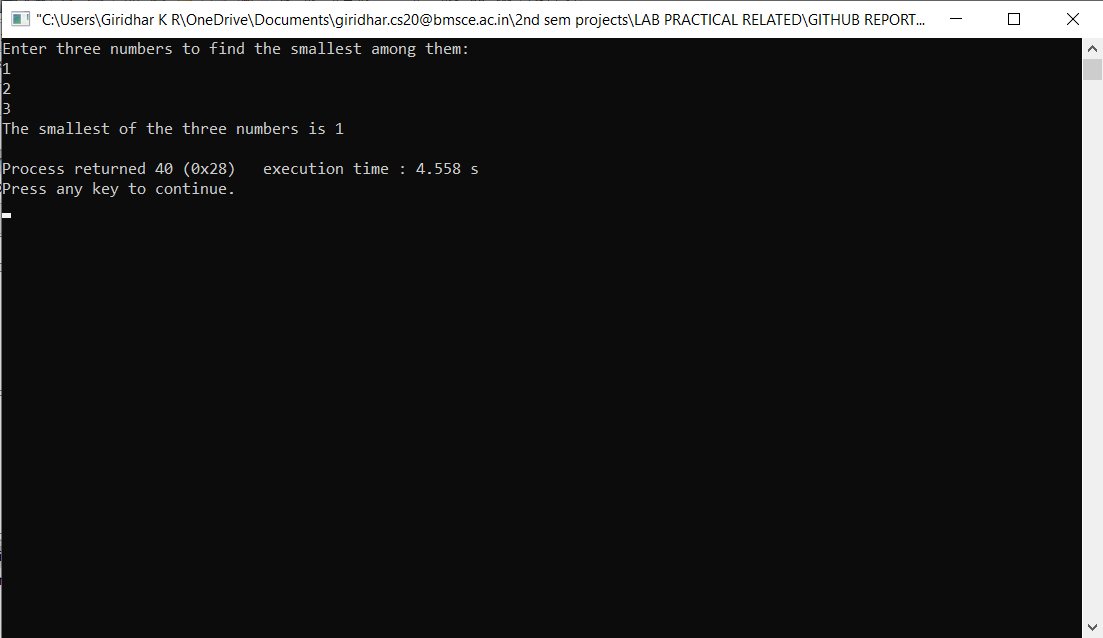 "C:\Users\Giridhar K R\OneDrive\Documents\giridhar.cs20@bmsce.ac.in\2nd sem projects\LAB PRACTICAL RELATED\GITHUB REPORT...
Enter three numbers to find the smallest among them:
1
2
3
The smallest of the three numbers is 1
Process returned 40 (0x28)   execution time : 4.558 s
Press any key to continue.